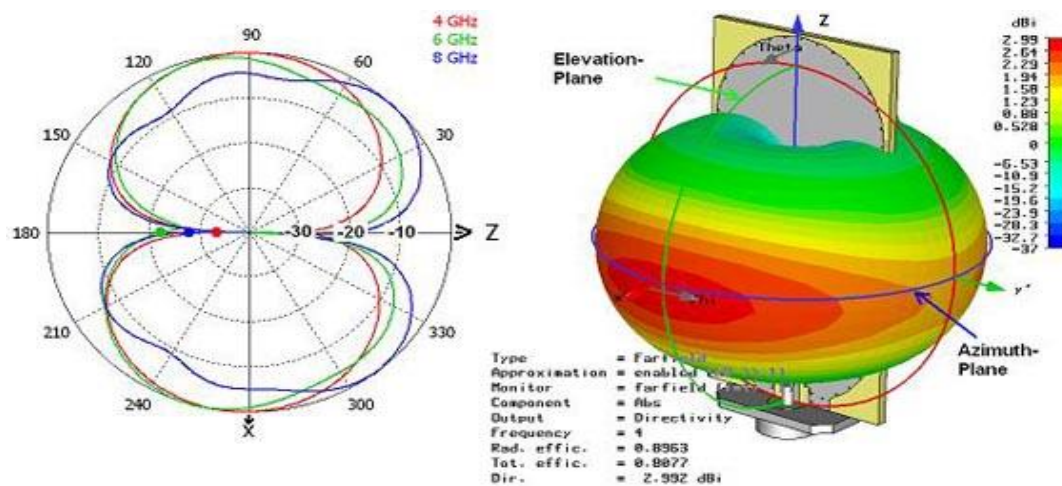 4 GHz
6 GHz
8 GHz
90
120
60
150
30
180
-30
-20
-10
Z
210
330
240
300
X
Z
Theta
Elevation-
Plane
dBi
2.99
2.64
2.29
1.94
1.58
1.23
0.88
0.528
0
-6.53
-10.9
-15.2
-19.6
-23.9
-28.3
-32.7
-37
y"
Azimuth-
Plane
Type = Farfield
Approximation = enabled
Monitor = farfield
Component = Abs
Output = Directivity
Frequency = 4
Rad. effic. = 0.8963
Tot. effic. = 0.8077
Dir. = 2.992 dBi